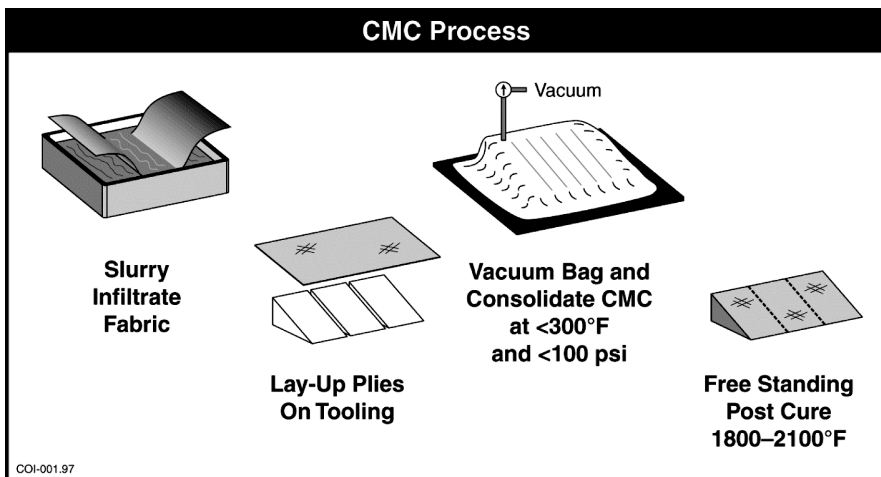 CMC Process
Vacuum
Slurry
Infiltrate
Fabric
Lay-Up Plies
On Tooling
Vacuum Bag and
Consolidate CMC
at <300°F
and <100 psi
Free Standing
Post Cure
1800–2100°F
COI-001.97